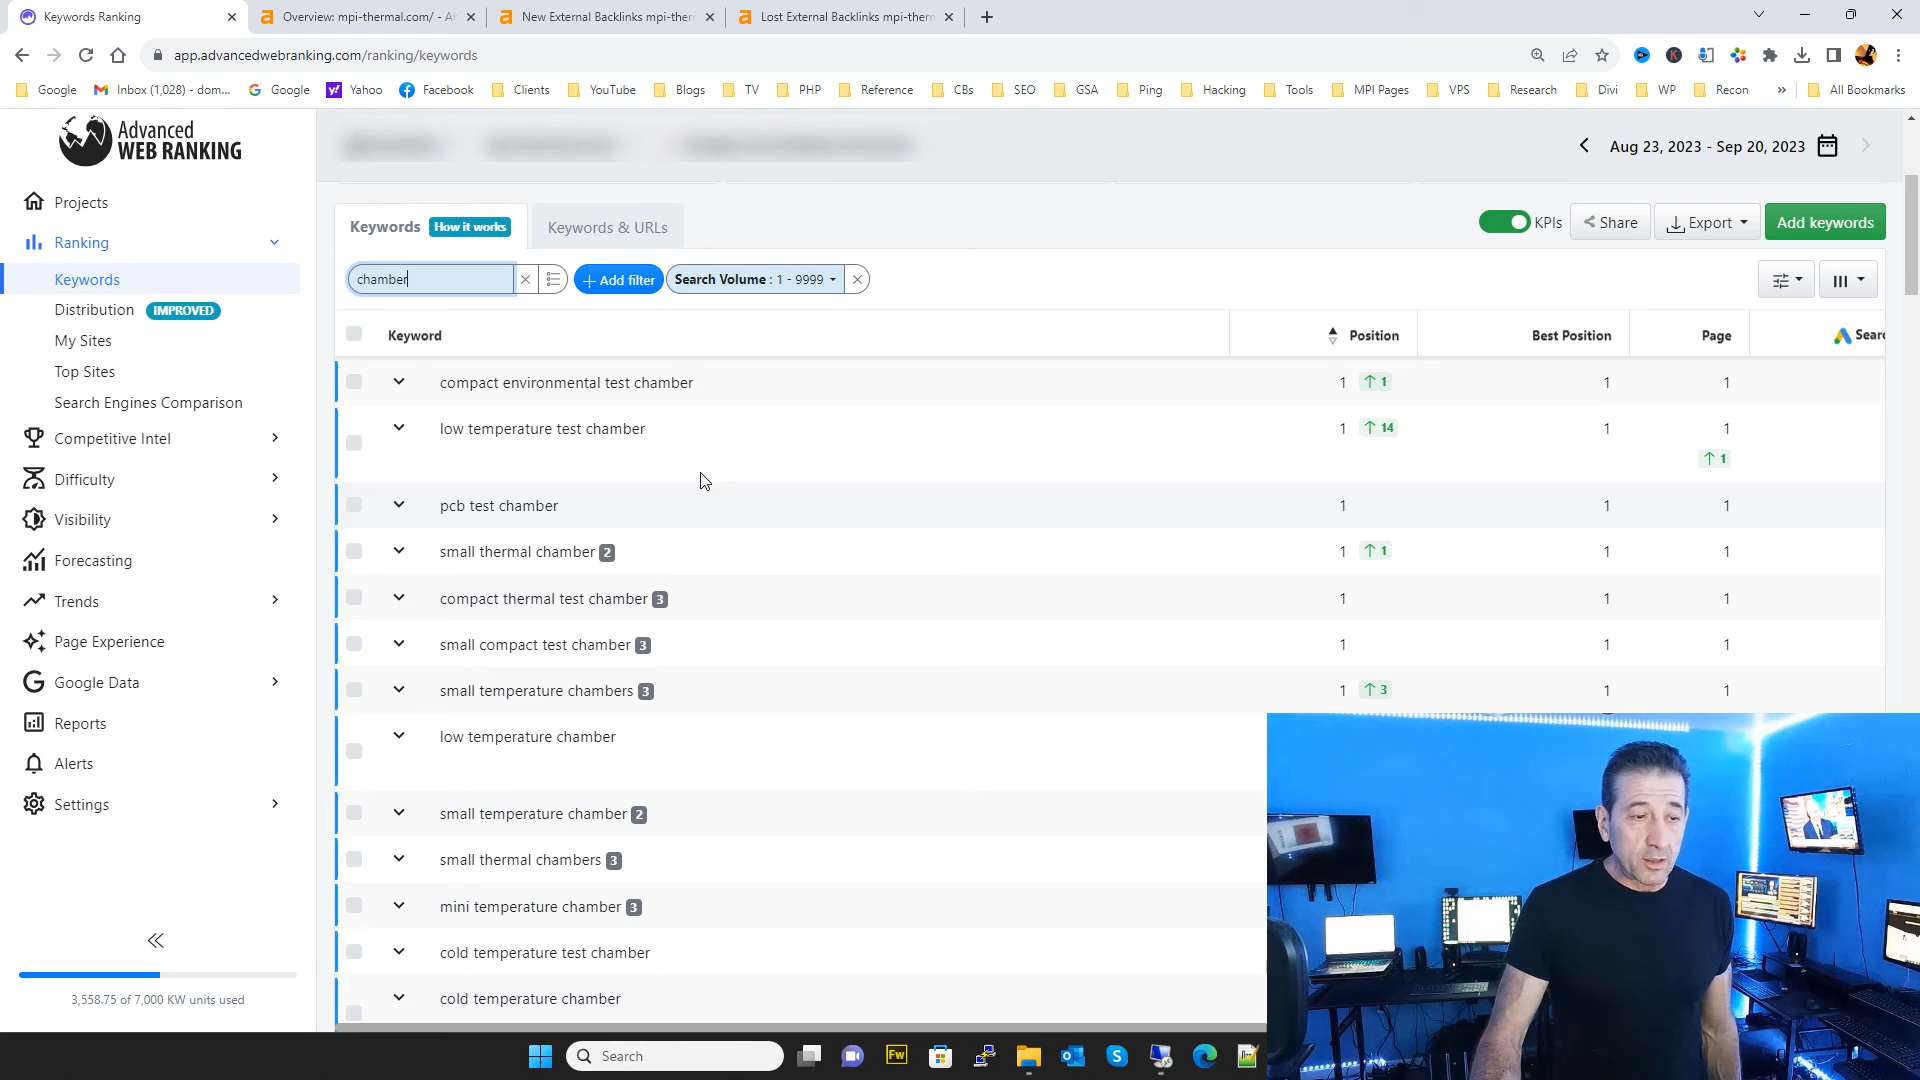 Keywords Ranking
Overview: mpi-thermal.com/ - Ah
New External Backlinks mpi-ther
Lost External Backlinks mpi-therm
app.advancedwebranking.com/ranking/keywords
Google
Inbox (1,028) - dom...
Google
Yahoo
Facebook
Clients
YouTube
Blogs
TV
PHP
Reference
CBs
SEO
GSA
Ping
Hacking
Tools
MPI Pages
VPS
Research
Divi
WP
Recon
»
All Bookmarks
Advanced
WEB RANKING
Aug 23, 2023 - Sep 20, 2023
Projects
Ranking
Keywords
Distribution IMPROVED
My Sites
Top Sites
Search Engines Comparison
Competitive Intel
Difficulty
Visibility
Forecasting
Trends
Page Experience
Google Data
Reports
Alerts
Settings
3,558.75 of 7,000 KW units used
Keywords How it works
Keywords & URLs
KPIs
Share
Export
Add keywords
chamber
+ Add filter
Search Volume : 1 - 9999
Keyword Position Best Position Page Searc
compact environmental test chamber 1 ↑ 1 1 1
low temperature test chamber 1 ↑ 14 1 1
↑ 1
pcb test chamber 1 1 1
small thermal chamber 2 1 ↑ 1 1 1
compact thermal test chamber 3 1 1 1
small compact test chamber 3 1 1 1
small temperature chambers 3 1 ↑ 3 1 1
low temperature chamber
small temperature chamber 2
small thermal chambers 3
mini temperature chamber 3
cold temperature test chamber
cold temperature chamber
Search
Fw